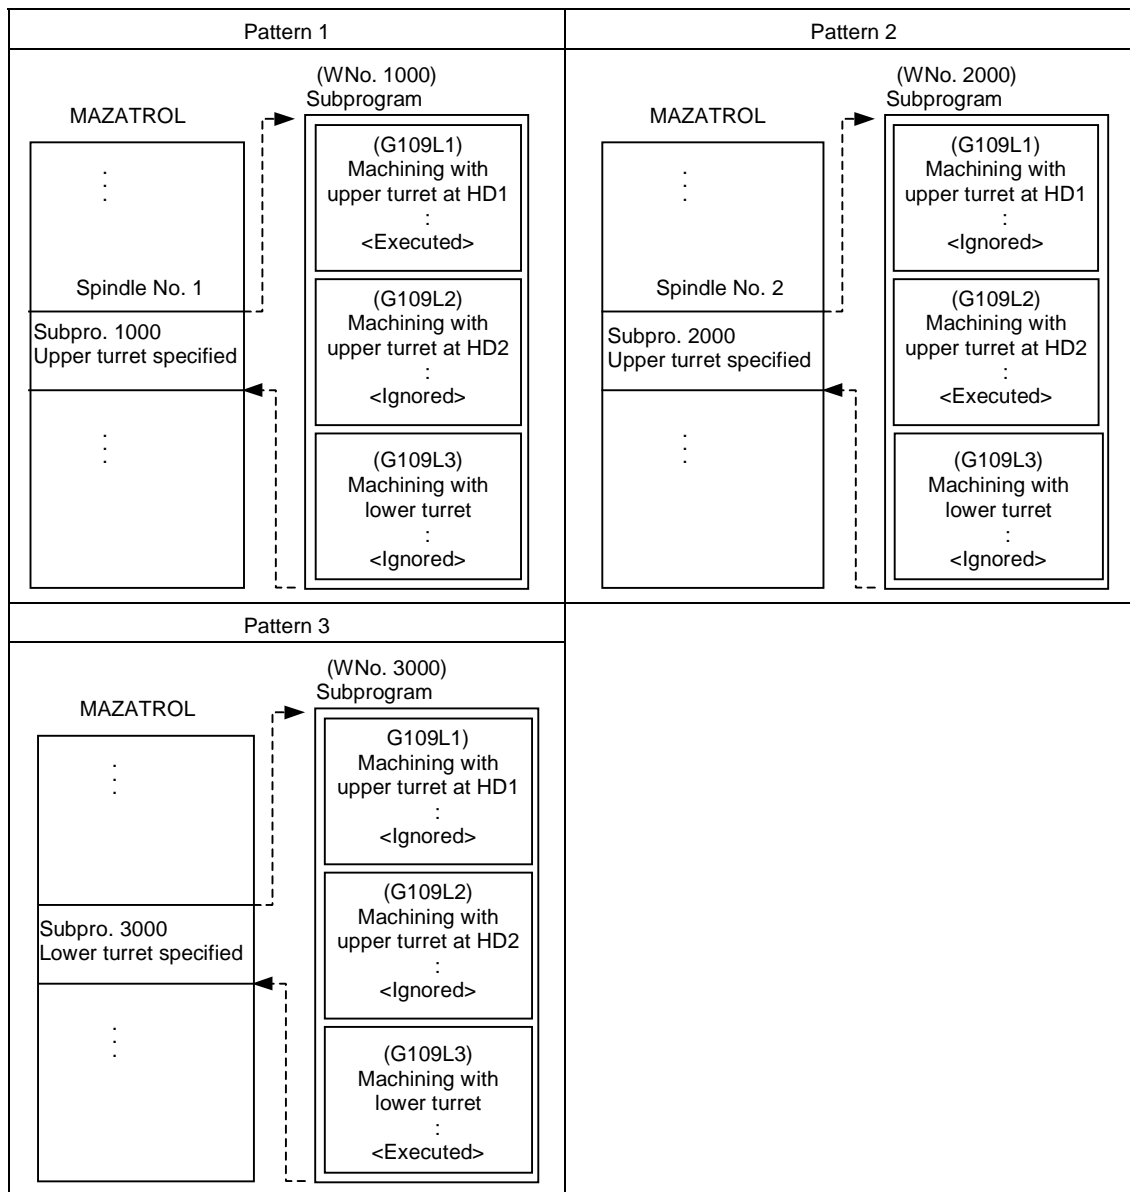 Pattern 1
(WNo. 1000)
Subprogram
MAZATROL
(G109L1)
Machining with
upper turret at HD1
:
<Executed>
Spindle No. 1
(G109L2)
Machining with
upper turret at HD2
:
<Ignored>
Subpro. 1000
Upper turret specified
(G109L3)
Machining with
lower turret
:
<Ignored>
Pattern 2
(WNo. 2000)
Subprogram
MAZATROL
(G109L1)
Machining with
upper turret at HD1
:
<Ignored>
Spindle No. 2
(G109L2)
Machining with
upper turret at HD2
:
<Executed>
Subpro. 2000
Upper turret specified
(G109L3)
Machining with
lower turret
:
<Ignored>
Pattern 3
(WNo. 3000)
Subprogram
MAZATROL
G109L1)
Machining with
upper turret at HD1
:
<Ignored>
(G109L2)
Machining with
upper turret at HD2
:
<Ignored>
Subpro. 3000
Lower turret specified
(G109L3)
Machining with
lower turret
:
<Executed>